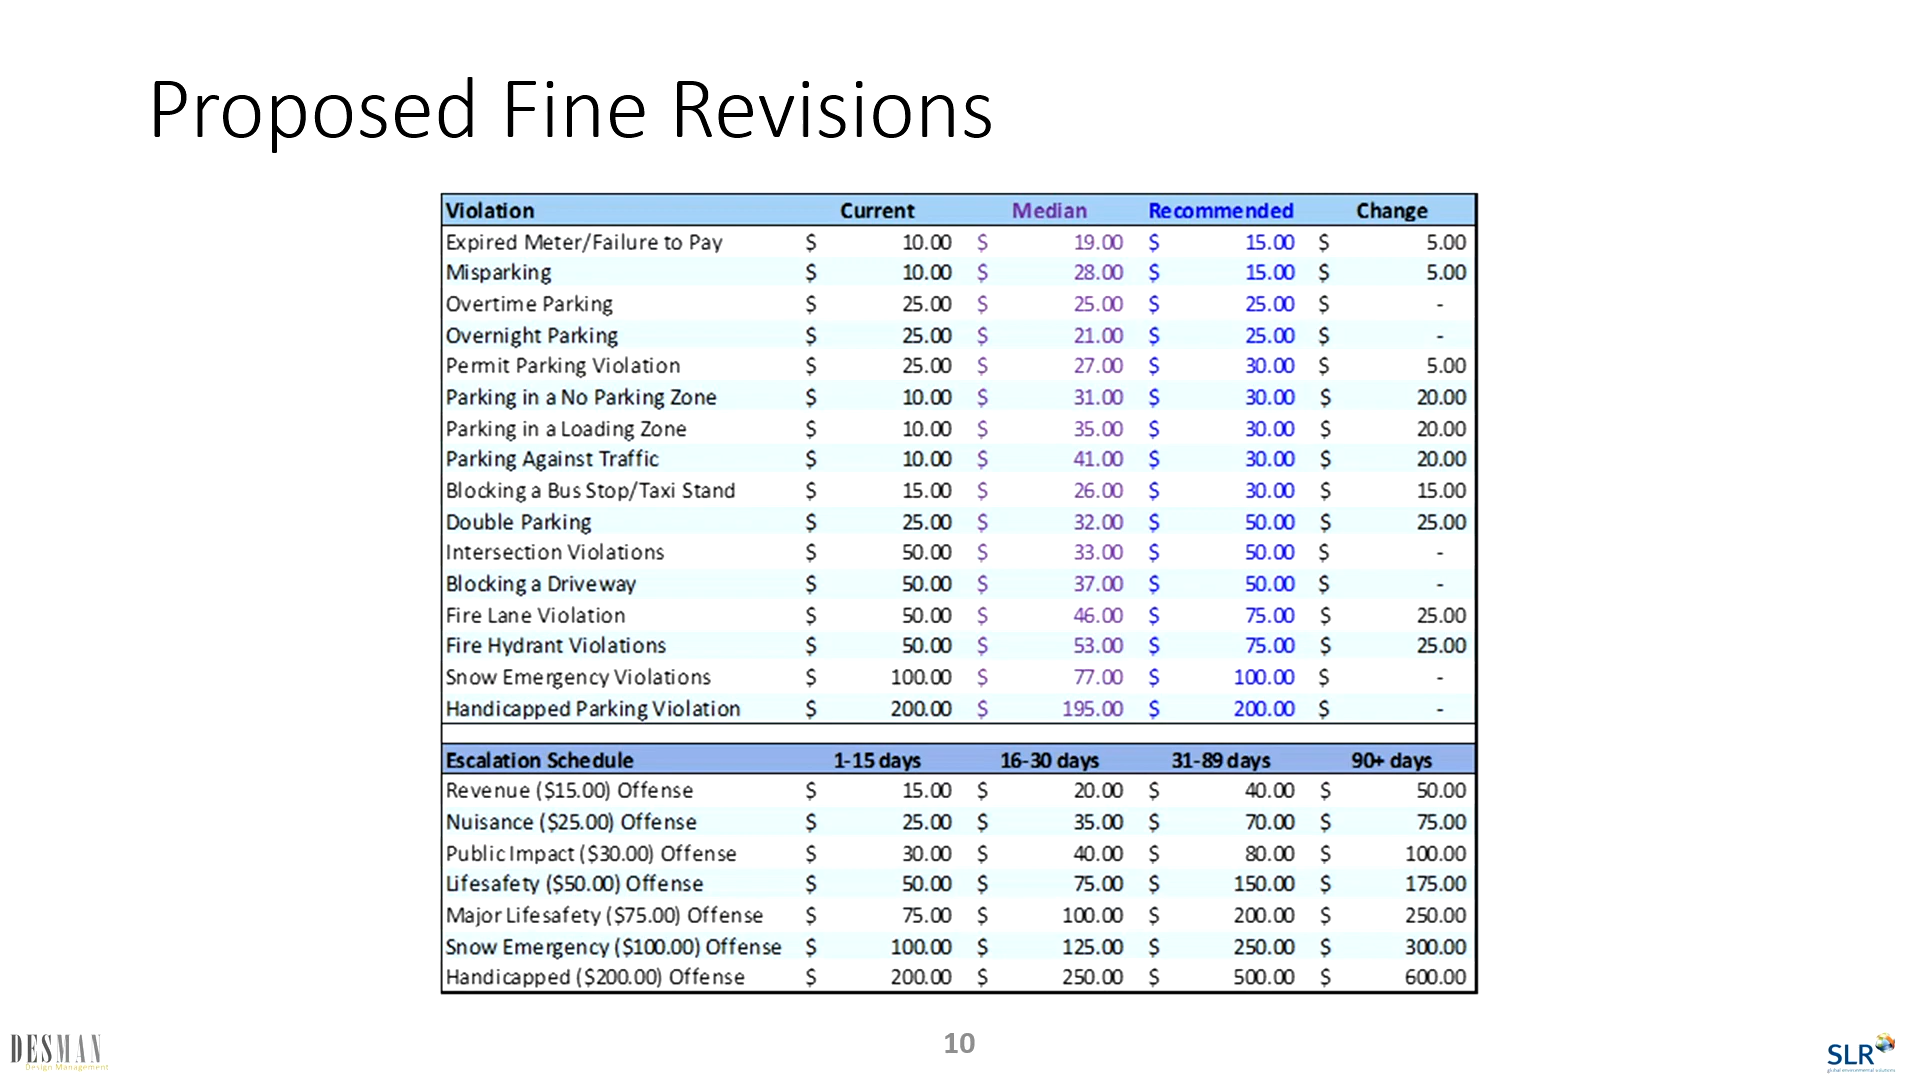 Proposed Fine Revisions
Violation Current Median Recommended Change
Expired Meter/Failure to Pay $ 10.00 $ 19.00 $ 15.00 $ 5.00
Misparking $ 10.00 $ 28.00 $ 15.00 $ 5.00
Overtime Parking $ 25.00 $ 25.00 $ 25.00 $ -
Overnight Parking $ 25.00 $ 21.00 $ 25.00 $ -
Permit Parking Violation $ 25.00 $ 27.00 $ 30.00 $ 5.00
Parking in a No Parking Zone $ 10.00 $ 31.00 $ 30.00 $ 20.00
Parking in a Loading Zone $ 10.00 $ 35.00 $ 30.00 $ 20.00
Parking Against Traffic $ 10.00 $ 41.00 $ 30.00 $ 20.00
Blocking a Bus Stop/Taxi Stand $ 15.00 $ 26.00 $ 30.00 $ 15.00
Double Parking $ 25.00 $ 32.00 $ 50.00 $ 25.00
Intersection Violations $ 50.00 $ 33.00 $ 50.00 $ -
Blocking a Driveway $ 50.00 $ 37.00 $ 50.00 $ -
Fire Lane Violation $ 50.00 $ 46.00 $ 75.00 $ 25.00
Fire Hydrant Violations $ 50.00 $ 53.00 $ 75.00 $ 25.00
Snow Emergency Violations $ 100.00 $ 77.00 $ 100.00 $ -
Handicapped Parking Violation $ 200.00 $ 195.00 $ 200.00 $ -
Escalation Schedule 1-15 days 16-30 days 31-89 days 90+ days
Revenue ($15.00) Offense $ 15.00 $ 20.00 $ 40.00 $ 50.00
Nuisance ($25.00) Offense $ 25.00 $ 35.00 $ 70.00 $ 75.00
Public Impact ($30.00) Offense $ 30.00 $ 40.00 $ 80.00 $ 100.00
Lifesafety ($50.00) Offense $ 50.00 $ 75.00 $ 150.00 $ 175.00
Major Lifesafety ($75.00) Offense $ 75.00 $ 100.00 $ 200.00 $ 250.00
Snow Emergency ($100.00) Offense $ 100.00 $ 125.00 $ 250.00 $ 300.00
Handicapped ($200.00) Offense $ 200.00 $ 250.00 $ 500.00 $ 600.00
DESMAN
Design Management
10
SLR
global environmental solutions